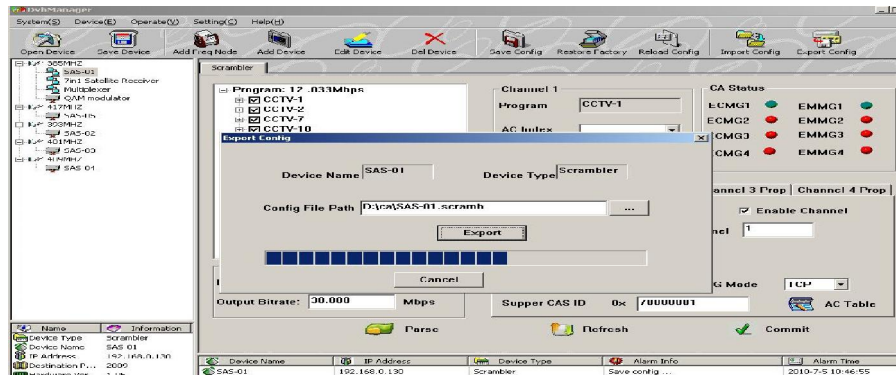 DvbManager
System(S) Device(E) Operate(V) Setting(C) Help(H)
Open Device Save Device Add Freq Node Add Device Edit Device Del Device Save Config Restore Factory Reload Config Import Config Export Config
385MHZ
SAS-01
7in1 Satellite Receiver
Multiplexer
QAM modulator
417MHZ
SAS-05
393MHZ
SAS-02
401MHZ
SAS-03
SAS-04
Scrambler
Program: 12.033Mbps
CCTV-1
CCTV-2
CCTV-7
CCTV-10
Channel 1
Program CCTV-1
AC Index
CA Status
ECMG1 EMMG1
ECMG2 EMMG2
ECMG3 EMMG3
ECMG4 EMMG4
Export Config
Device Name SAS-01 Device Type Scrambler
Config File Path D:\ca\SAS-01.scramb ...
Export
Cancel
Channel 3 Prop Channel 4 Prop
Enable Channel
1
Mode TCP
Output Bitrate: 30.000 Mbps
Supper CAS ID 0x 70000001
AC Table
Parse Refresh Commit
Name Information
Device Type Scrambler
Device Name SAS-01
IP Address 192.168.0.130
Destination P... 2009
Hardware Ver 1.06
Device Name IP Address Device Type Alarm Info Alarm Time
SAS-01 192.168.0.130 Scrambler Save config ... 2010-7-5 10:46:55